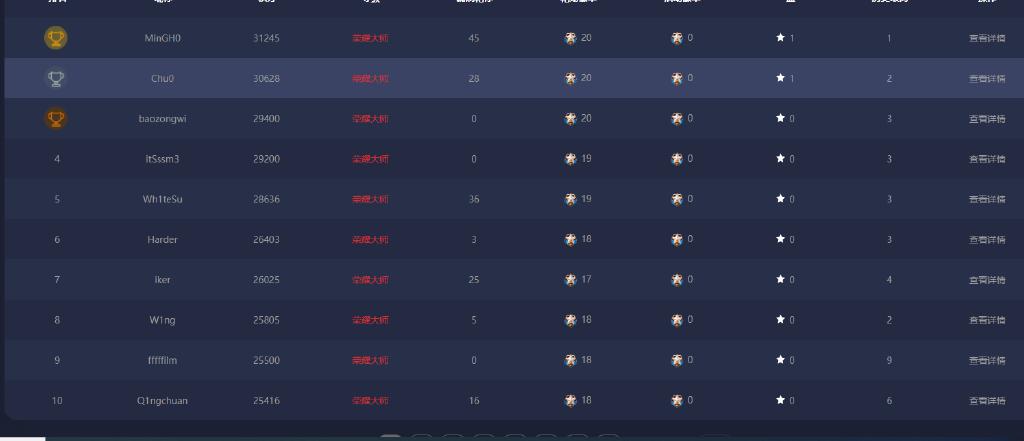 MinGH0 31245 荣耀大师 45 20 0 1 1 查看详情
Chu0 30628 荣耀大师 28 20 0 1 2 查看详情
baozongwi 29400 荣耀大师 0 20 0 0 3 查看详情
4 ItSssm3 29200 荣耀大师 0 19 0 0 3 查看详情
5 Wh1teSu 28636 荣耀大师 36 19 0 0 3 查看详情
6 Harder 26403 荣耀大师 3 18 0 0 3 查看详情
7 iker 26025 荣耀大师 25 17 0 0 4 查看详情
8 W1ng 25805 荣耀大师 5 18 0 0 2 查看详情
9 fffffilm 25500 荣耀大师 0 18 0 0 9 查看详情
10 Q1ngchuan 25416 荣耀大师 16 18 0 0 6 查看详情